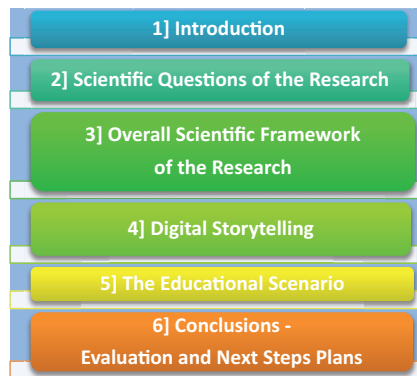 1] Introduction
2] Scientific Questions of the Research
3] Overall Scientific Framework
of the Research
4] Digital Storytelling
5] The Educational Scenario
6] Conclusions -
Evaluation and Next Steps Plans